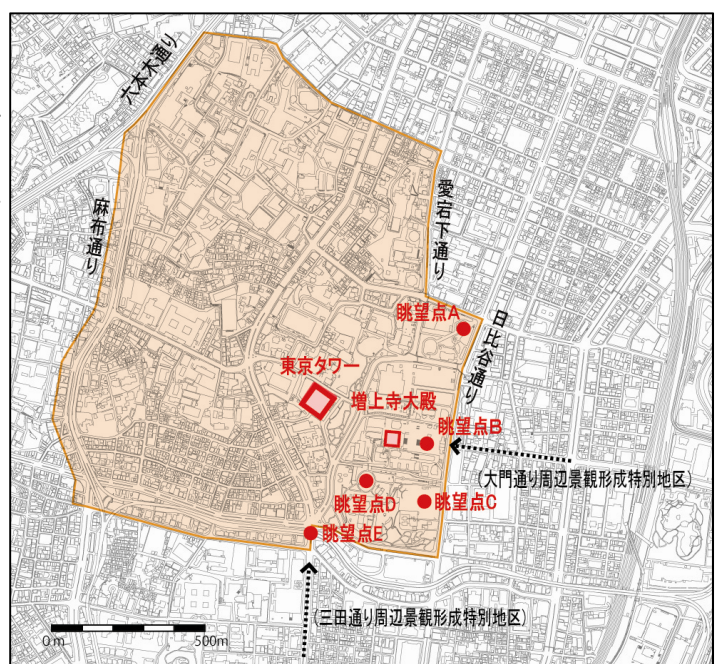 六本木通り
麻布通り
愛宕下通り
眺望点A
日比谷通り
東京タワー
増上寺大殿
眺望点B
(大門通り周辺景観形成特別地区)
眺望点D
眺望点C
眺望点E
(三田通り周辺景観形成特別地区)
0m 500m